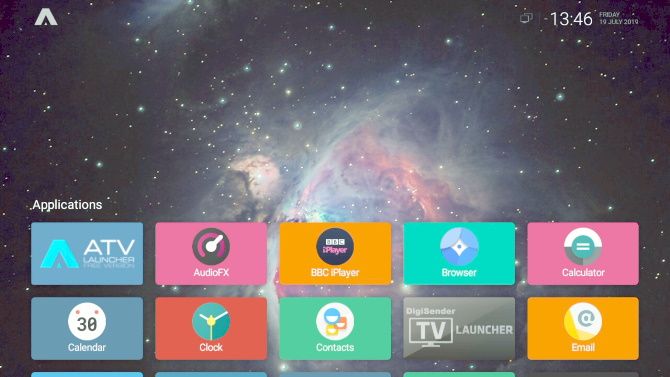 13:46
FRIDAY
19 JULY 2019
Applications
ATV
LAUNCHER
FREE VERSION
AudioFX
BBC
iPlayer
BBC iPlayer
Browser
Calculator
30
Calendar
Clock
Contacts
DigiSender
TV LAUNCHER
@
Email